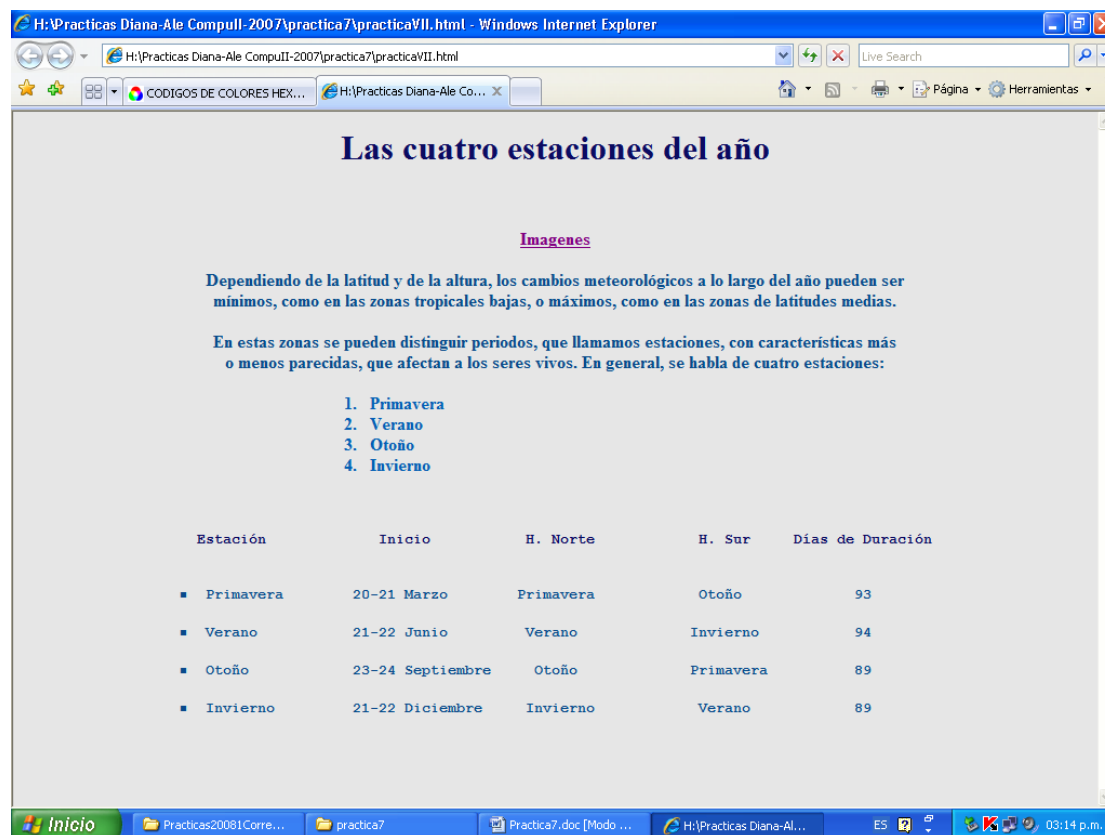 H:\Practicas Diana-Ale CompuII-2007\practica7\practicaVII.html - Windows Internet Explorer
H:\Practicas Diana-Ale CompuII-2007\practica7\practicaVII.html
Live Search
CODIGOS DE COLORES HEX...
H:\Practicas Diana-Ale Co...
Página
Herramientas
Las cuatro estaciones del año
Imagenes
Dependiendo de la latitud y de la altura, los cambios meteorológicos a lo largo del año pueden ser
mínimos, como en las zonas tropicales bajas, o máximos, como en las zonas de latitudes medias.
En estas zonas se pueden distinguir periodos, que llamamos estaciones, con características más
o menos parecidas, que afectan a los seres vivos. En general, se habla de cuatro estaciones:
1. Primavera
2. Verano
3. Otoño
4. Invierno
Estación Inicio H. Norte H. Sur Días de Duración
Primavera 20-21 Marzo Primavera Otoño 93
Verano 21-22 Junio Verano Invierno 94
Otoño 23-24 Septiembre Otoño Primavera 89
Invierno 21-22 Diciembre Invierno Verano 89
Inicio Practicas20081Corre... practica7 Practica7.doc [Modo ... H:\Practicas Diana-Al... ES 03:14 p.m.